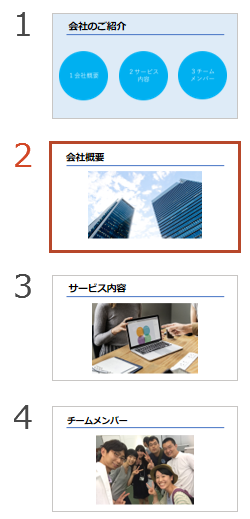 1
会社のご紹介
1 会社概要
2 サービス
内容
3 チーム
メンバー
2
会社概要
3
サービス内容
4
チームメンバー